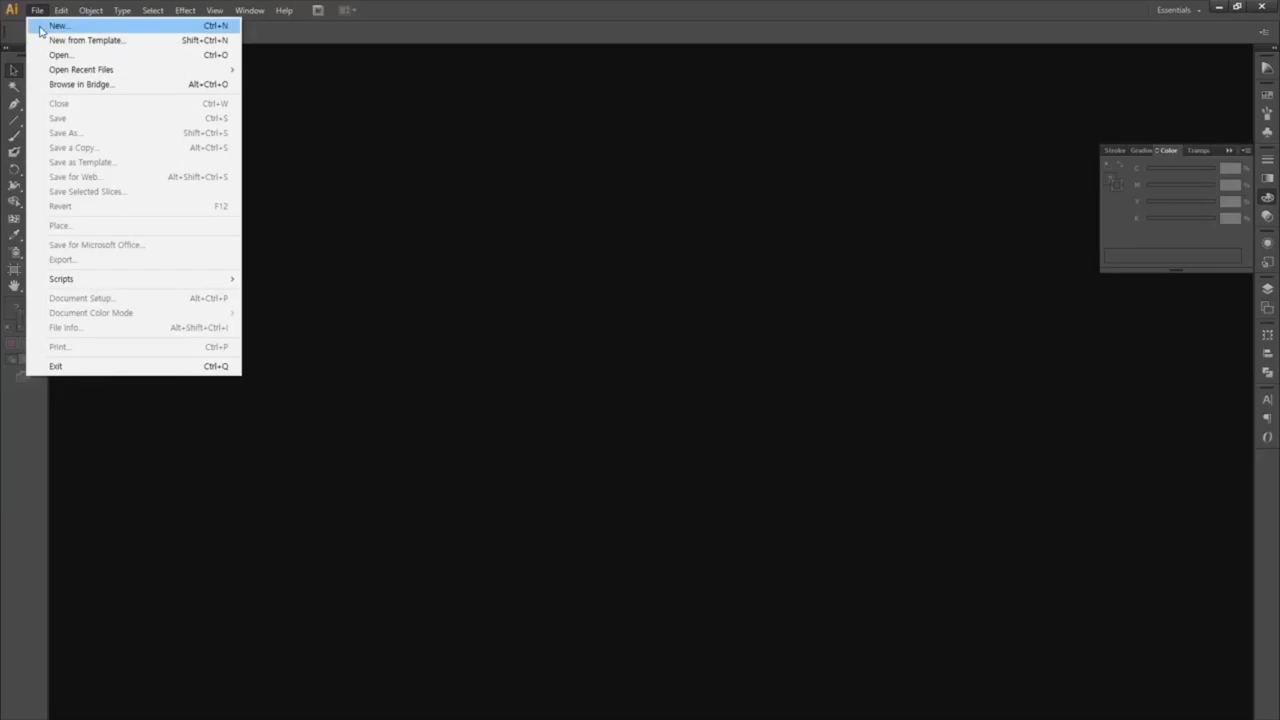 Ai File Edit Object Type Select Effect View Window Help Essentials
New... Ctrl+N
New from Template... Shift+Ctrl+N
Open... Ctrl+O
Open Recent Files
Browse in Bridge... Alt+Ctrl+O
Close Ctrl+W
Save Ctrl+S
Save As... Shift+Ctrl+S
Save a Copy... Alt+Ctrl+S
Save as Template...
Save for Web... Alt+Shift+Ctrl+S
Save Selected Slices...
Revert F12
Place...
Save for Microsoft Office...
Export...
Scripts
Document Setup... Alt+Ctrl+P
Document Color Mode
File Info... Alt+Shift+Ctrl+I
Print... Ctrl+P
Exit Ctrl+Q
Stroke Gradien Color Transpa
C %
M %
Y %
K %